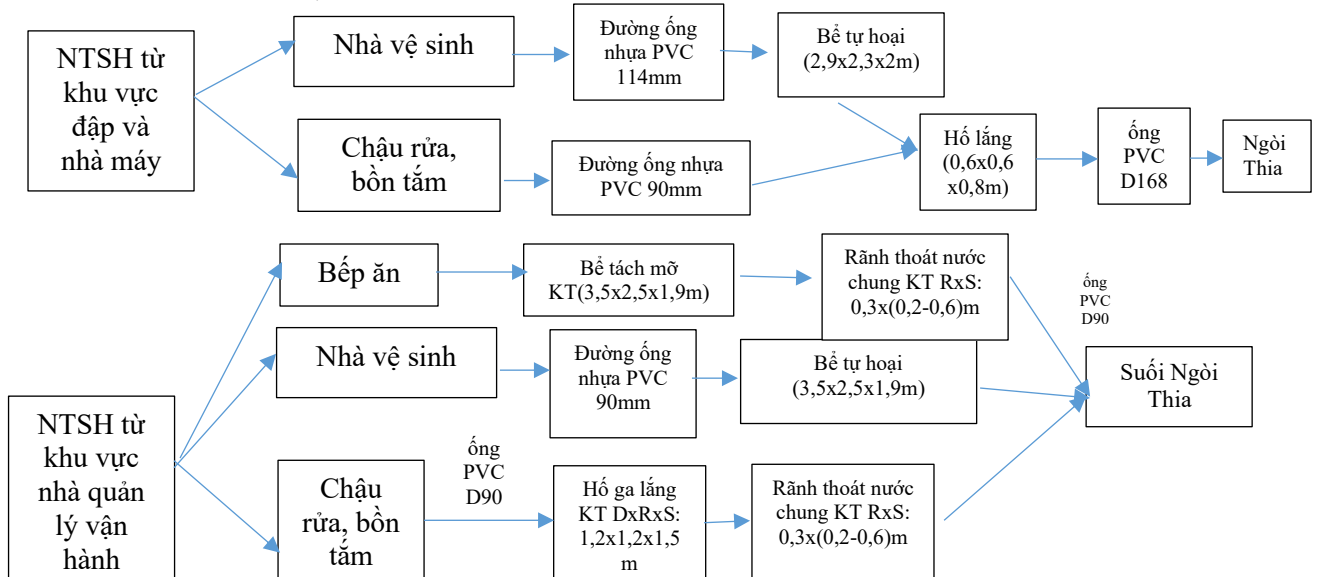 NTSH từ
khu vực
đập và
nhà máy
Nhà vệ sinh
Đường ống
nhựa PVC
114mm
Bể tự hoại
(2,9x2,3x2m)
Chậu rửa,
bồn tắm
Đường ống nhựa
PVC 90mm
Hố lắng
(0,6x0,6
x0,8m)
ống
PVC
D168
Ngòi
Thia
NTSH từ
khu vực
nhà quản
lý vận
hành
Bếp ăn
Bể tách mỡ
KT(3,5x2,5x1,9m)
Rãnh thoát nước
chung KT RxS:
0,3x(0,2-0,6)m
ống
PVC
D90
Nhà vệ sinh
Đường ống
nhựa PVC
90mm
Bể tự hoại
(3,5x2,5x1,9m)
Suối Ngòi
Thia
Chậu
rửa, bồn
tắm
ống
PVC
D90
Hố ga lắng
KT DxRxS:
1,2x1,2x1,5
m
Rãnh thoát nước
chung KT RxS:
0,3x(0,2-0,6)m